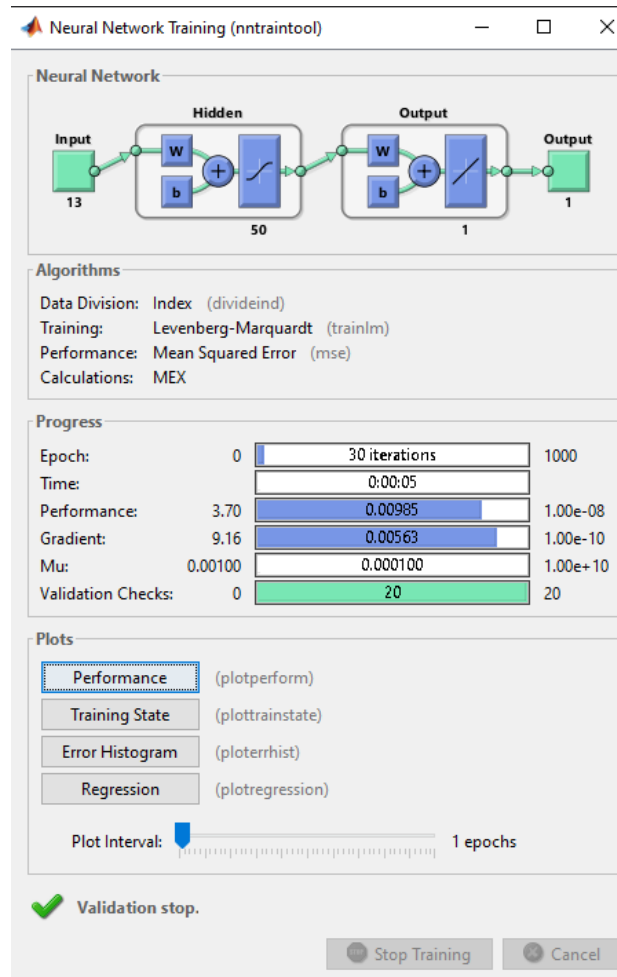 Neural Network Training (nntraintool)
Neural Network
Hidden
Output
Input
W
b
+
W
b
+
Output
13
50
1
1
Algorithms
Data Division: Index (divideind)
Training: Levenberg-Marquardt (trainlm)
Performance: Mean Squared Error (mse)
Calculations: MEX
Progress
Epoch: 0 30 iterations 1000
Time: 0:00:05
Performance: 3.70 0.00985 1.00e-08
Gradient: 9.16 0.00563 1.00e-10
Mu: 0.00100 0.000100 1.00e+10
Validation Checks: 0 20 20
Plots
Performance (plotperform)
Training State (plottrainstate)
Error Histogram (ploterrhist)
Regression (plotregression)
Plot Interval: 1 epochs
Validation stop.
Stop Training Cancel